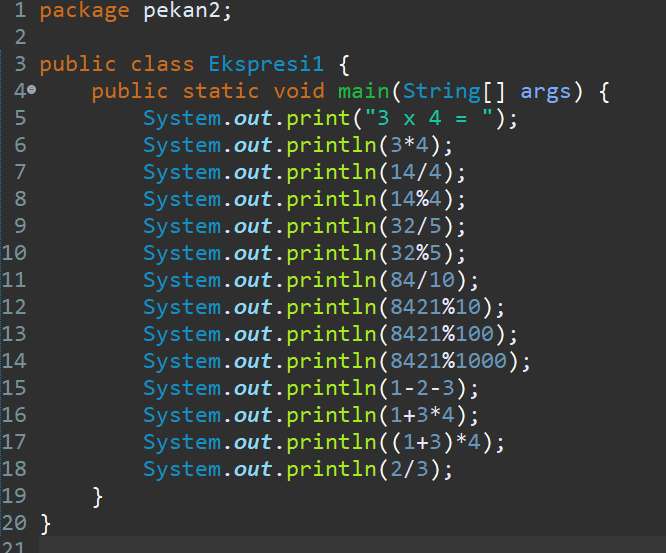 1 package pekan2;
2
3 public class Ekspresi1 {
4     public static void main(String[] args) {
5         System.out.print("3 x 4 = ");
6         System.out.println(3*4);
7         System.out.println(14/4);
8         System.out.println(14%4);
9         System.out.println(32/5);
10         System.out.println(32%5);
11         System.out.println(84/10);
12         System.out.println(8421%10);
13         System.out.println(8421%100);
14         System.out.println(8421%1000);
15         System.out.println(1-2-3);
16         System.out.println(1+3*4);
17         System.out.println((1+3)*4);
18         System.out.println(2/3);
19     }
20 }
21